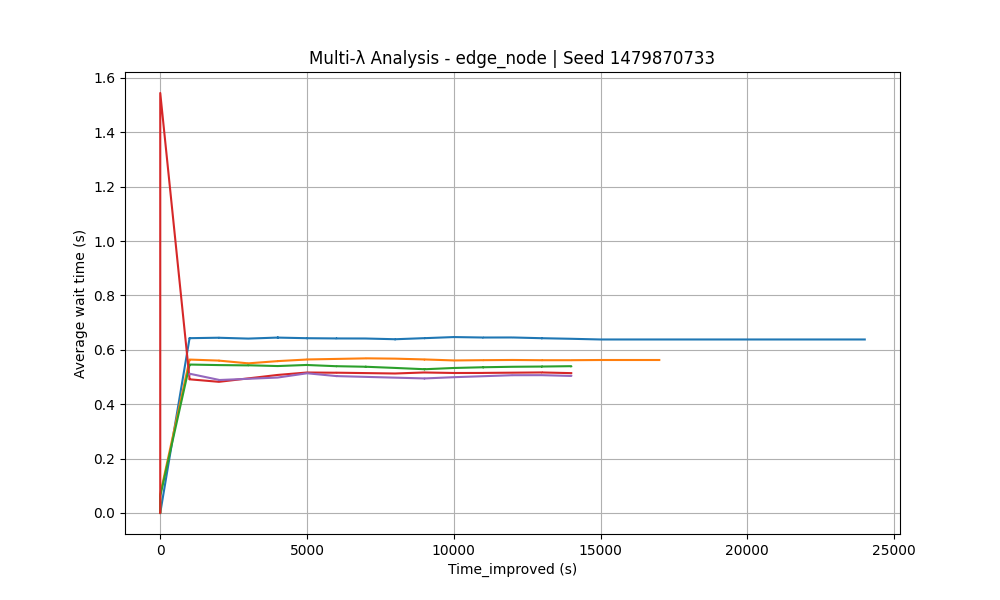 Multi-λ Analysis - edge_node | Seed 1479870733
1.6
1.4
1.2
1.0
0.8
0.6
0.4
0.2
0.0
Average wait time (s)
0 5000 10000 15000 20000 25000
Time_improved (s)